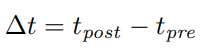 Δt = t_post − t_pre